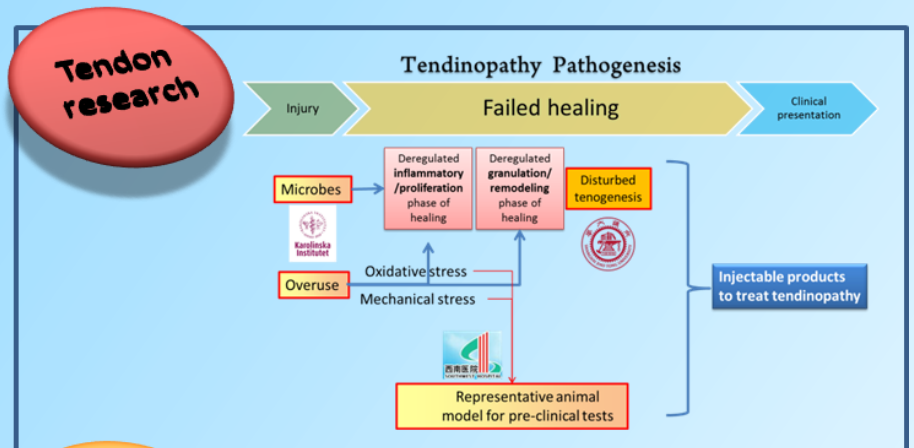 Tendon
research
Tendinopathy Pathogenesis
Injury
Failed healing
Clinical
presentation
Deregulated
inflammatory
/proliferation
phase of
healing
Deregulated
granulation/
remodeling
phase of
healing
Disturbed
tenogenesis
Microbes
Karolinska
Institutet
Oxidative stress
Overuse
Mechanical stress
Injectable products
to treat tendinopathy
西南医院
SOUTHWEST HOSPITAL
Representative animal
model for pre-clinical tests